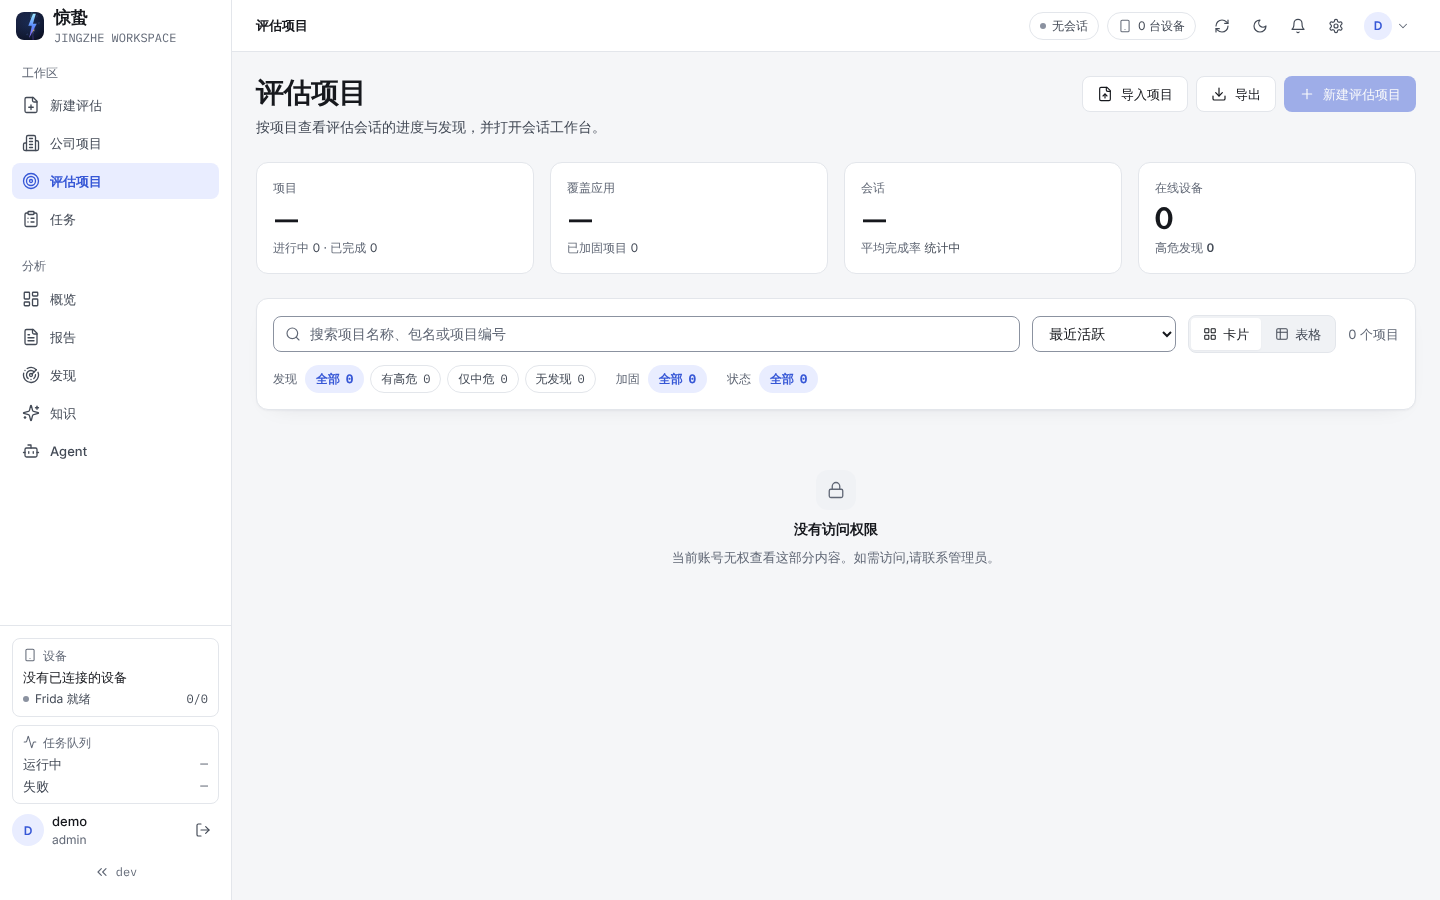 惊蛰
JINGZHE WORKSPACE
工作区
新建评估
公司项目
评估项目
任务
分析
概览
报告
发现
知识
Agent
设备
没有已连接的设备
Frida 就绪 0/0
任务队列
运行中 —
失败 —
D
demo
admin
dev
评估项目
无会话
0 台设备
D
评估项目
按项目查看评估会话的进度与发现，并打开会话工作台。
导入项目
导出
新建评估项目
项目
—
进行中 0 · 已完成 0
覆盖应用
—
已加固项目 0
会话
—
平均完成率 统计中
在线设备
0
高危发现 0
搜索项目名称、包名或项目编号
最近活跃
卡片
表格
0 个项目
发现 全部 0 有高危 0 仅中危 0 无发现 0 加固 全部 0 状态 全部 0
没有访问权限
当前账号无权查看这部分内容。如需访问,请联系管理员。